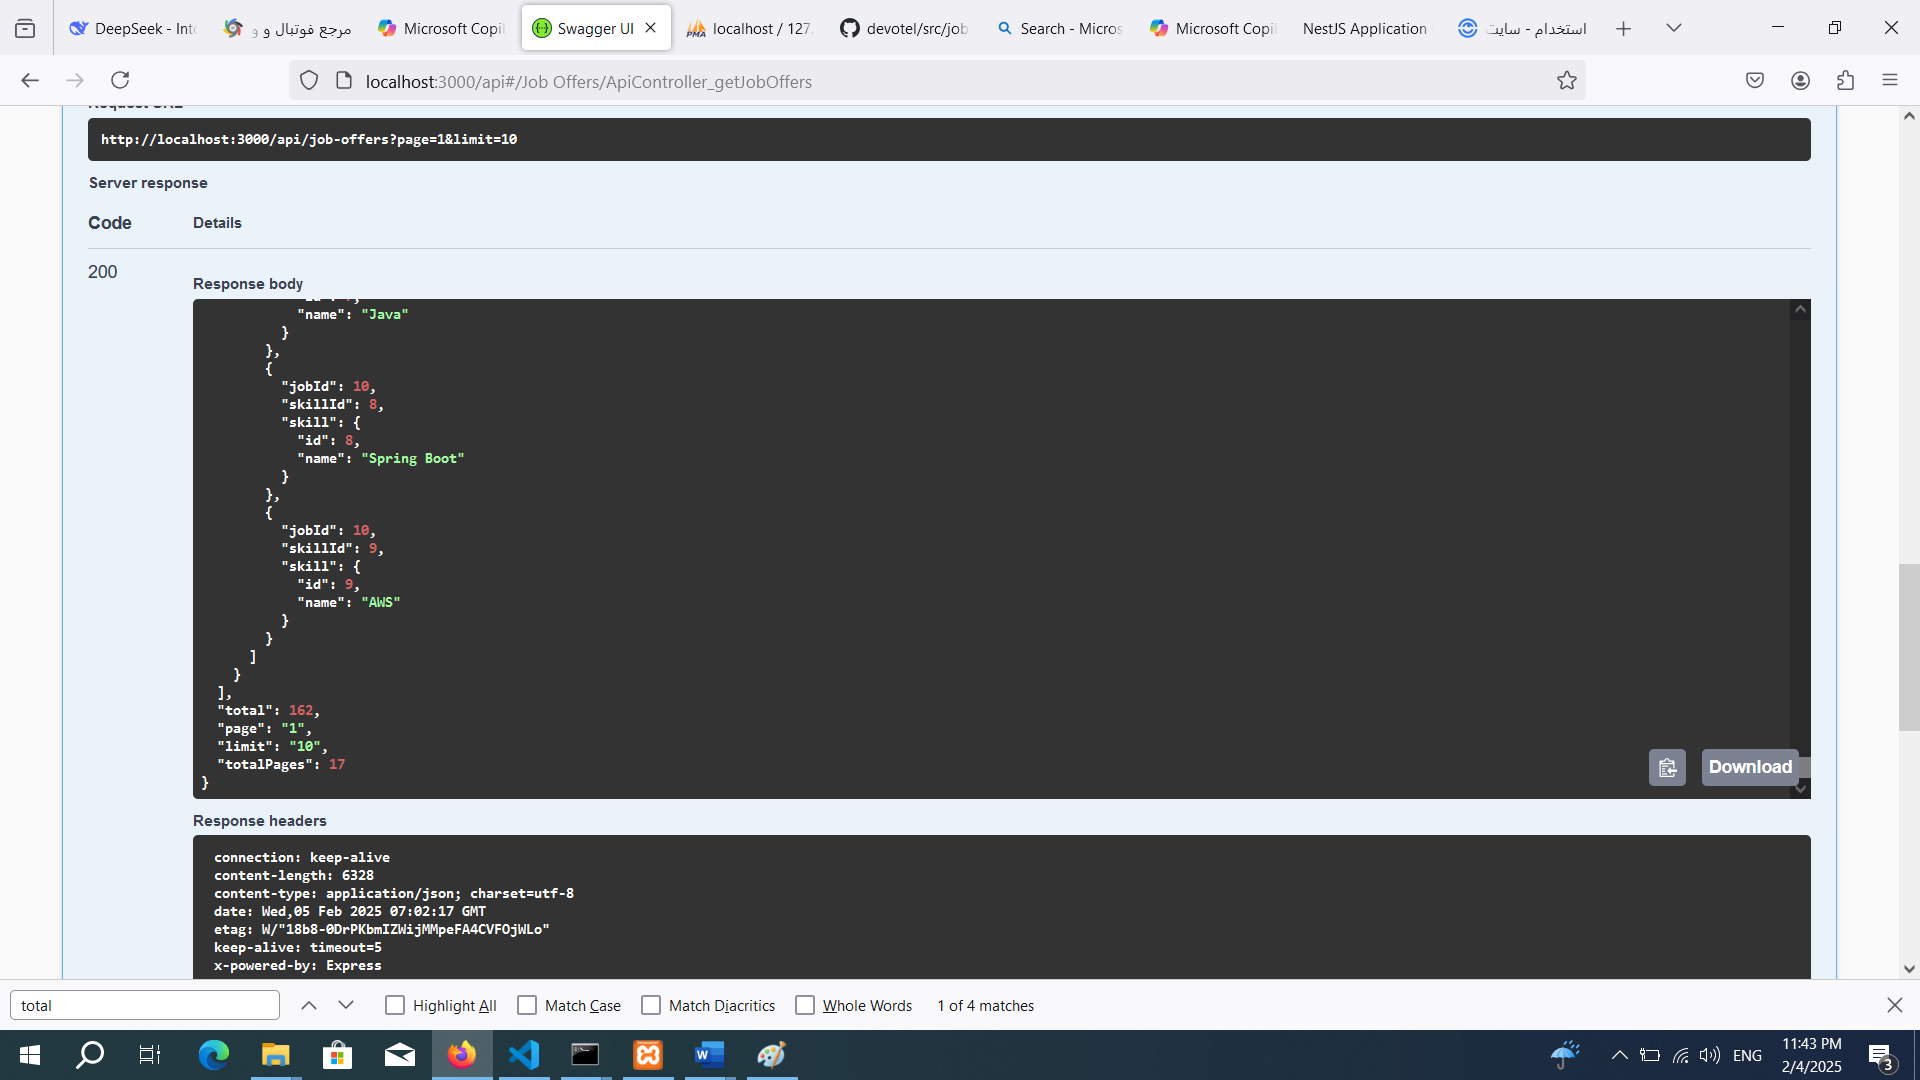 DeepSeek - Int
مرجع فوتبال و و
Microsoft Copil
Swagger UI
localhost / 127.
devotel/src/job
Search - Micros
Microsoft Copil
NestJS Application
استخدام - سایت
localhost:3000/api#/Job Offers/ApiController_getJobOffers
Request URL
http://localhost:3000/api/job-offers?page=1&limit=10
Server response
Code
Details
200
Response body
"name": "Java"
}
},
{
"jobId": 10,
"skillId": 8,
"skill": {
"id": 8,
"name": "Spring Boot"
}
},
{
"jobId": 10,
"skillId": 9,
"skill": {
"id": 9,
"name": "AWS"
}
}
]
}
],
"total": 162,
"page": "1",
"limit": "10",
"totalPages": 17
}
Download
Response headers
connection: keep-alive
content-length: 6328
content-type: application/json; charset=utf-8
date: Wed,05 Feb 2025 07:02:17 GMT
etag: W/"18b8-0DrPKbmIZWijMMpeFA4CVFOjWLo"
keep-alive: timeout=5
x-powered-by: Express
total
Highlight All
Match Case
Match Diacritics
Whole Words
1 of 4 matches
ENG
11:43 PM
2/4/2025
3